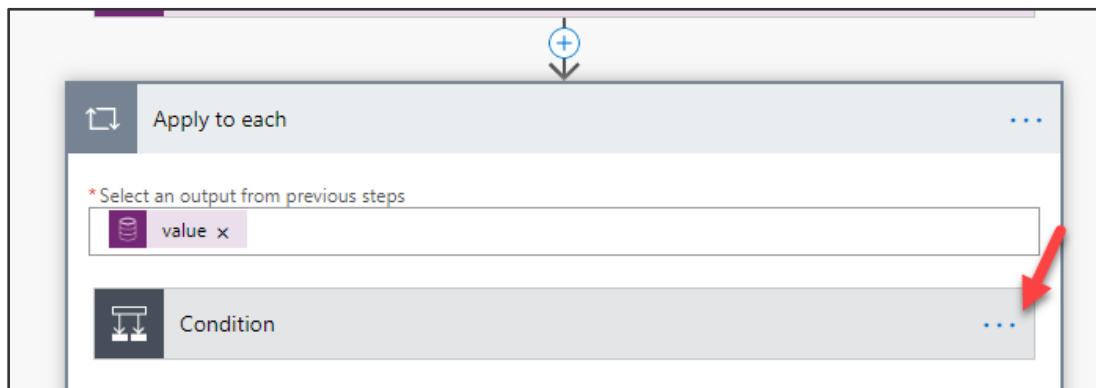 Apply to each
* Select an output from previous steps
value ×
Condition